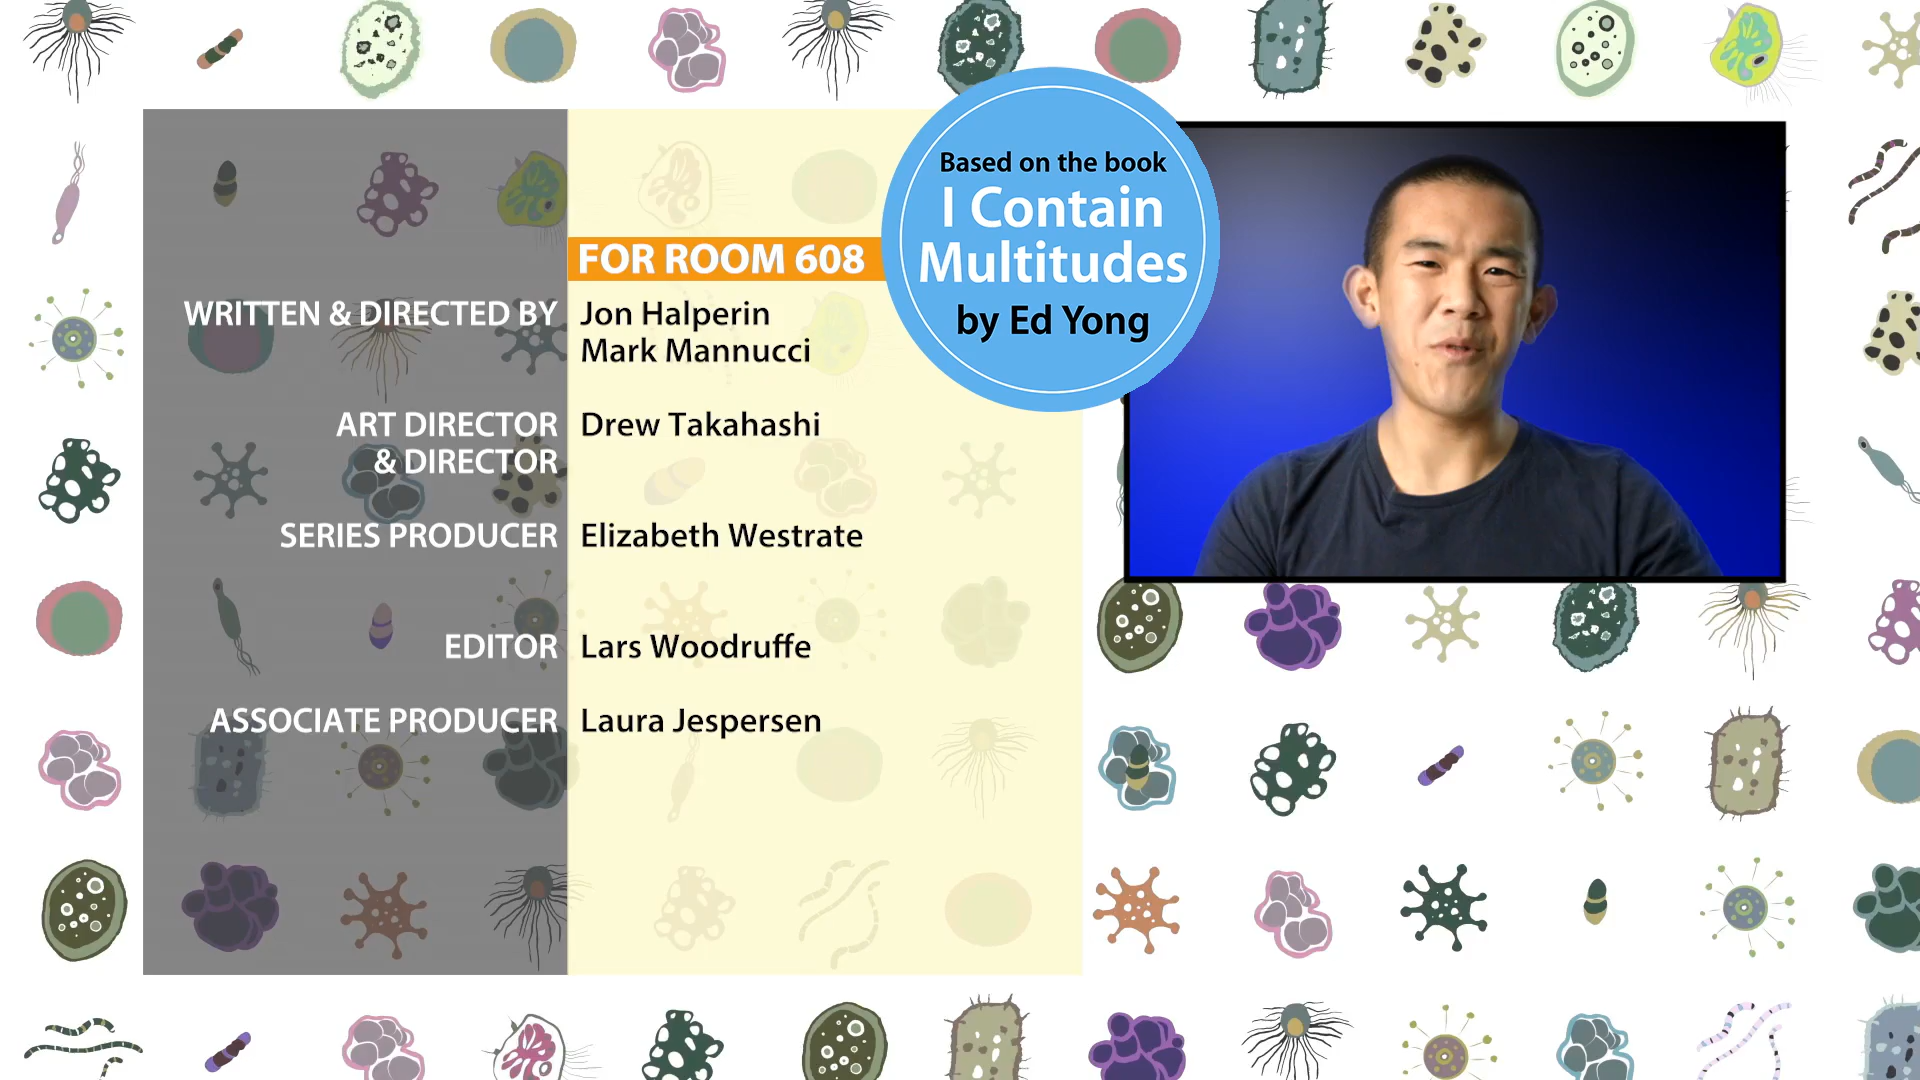 FOR ROOM 608
WRITTEN & DIRECTED BY Jon Halperin
Mark Mannucci
ART DIRECTOR Drew Takahashi
& DIRECTOR
SERIES PRODUCER Elizabeth Westrate
EDITOR Lars Woodruffe
ASSOCIATE PRODUCER Laura Jespersen
Based on the book
I Contain
Multitudes
by Ed Yong